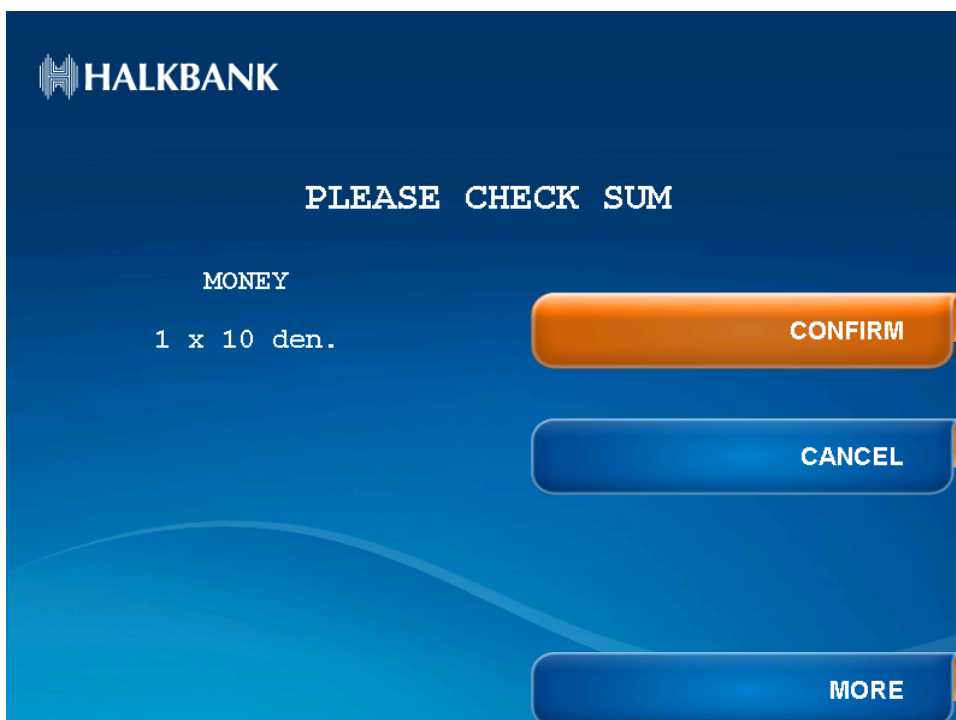 HALKBANK
PLEASE CHECK SUM
MONEY
1 x 10 den.
CONFIRM
CANCEL
MORE